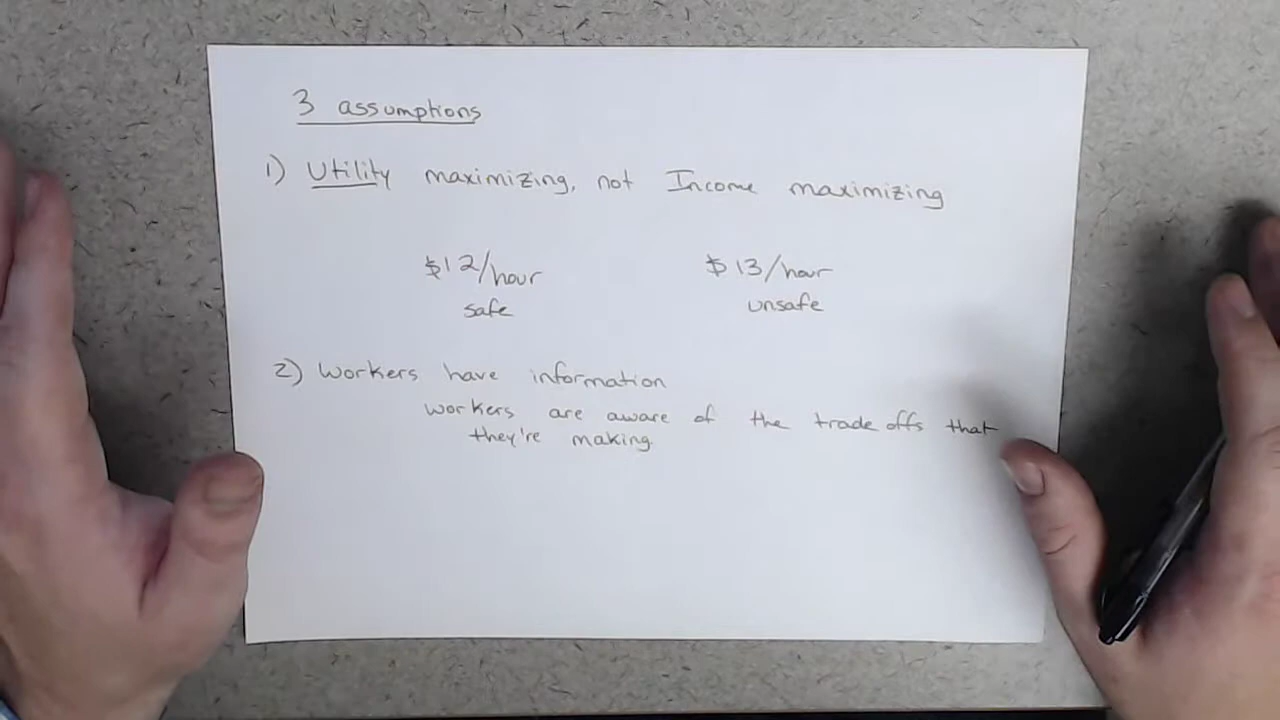 3 assumptions
1) Utility maximizing, not Income maximizing
$12/hour $13/hour
safe unsafe
2) Workers have information
workers are aware of the trade offs that
they're making